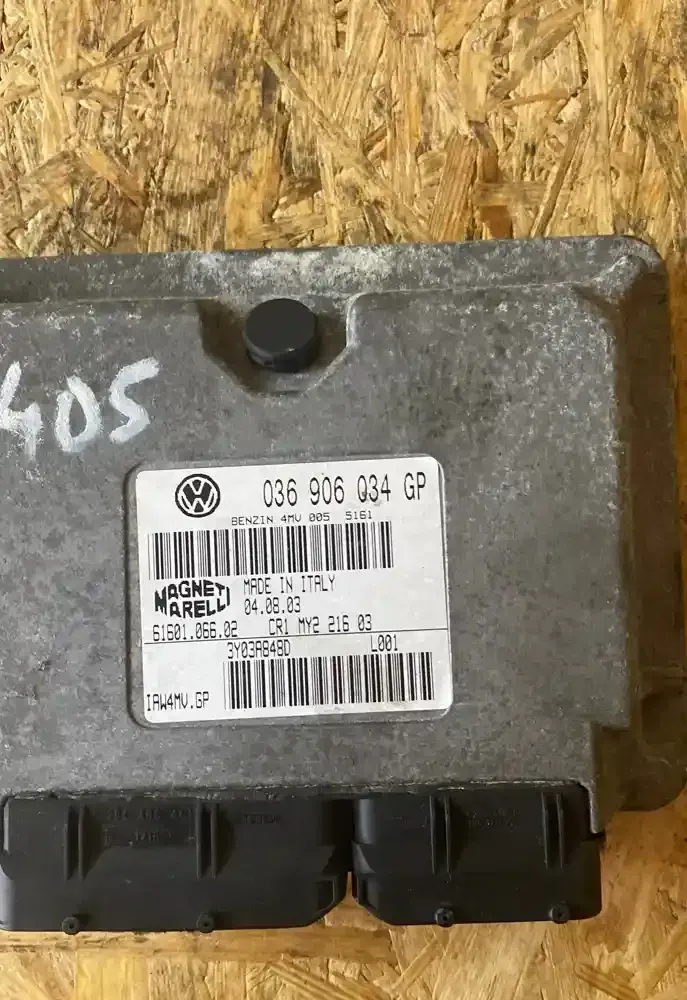 405
036 906 034 GP
BENZIN 4MV 005 5161
MAGNETI MARELLI
MADE IN ITALY
04.08.03
61601.066.02 CR1 MY2 216 03
3Y03A848D L001
IAW4MV.GP